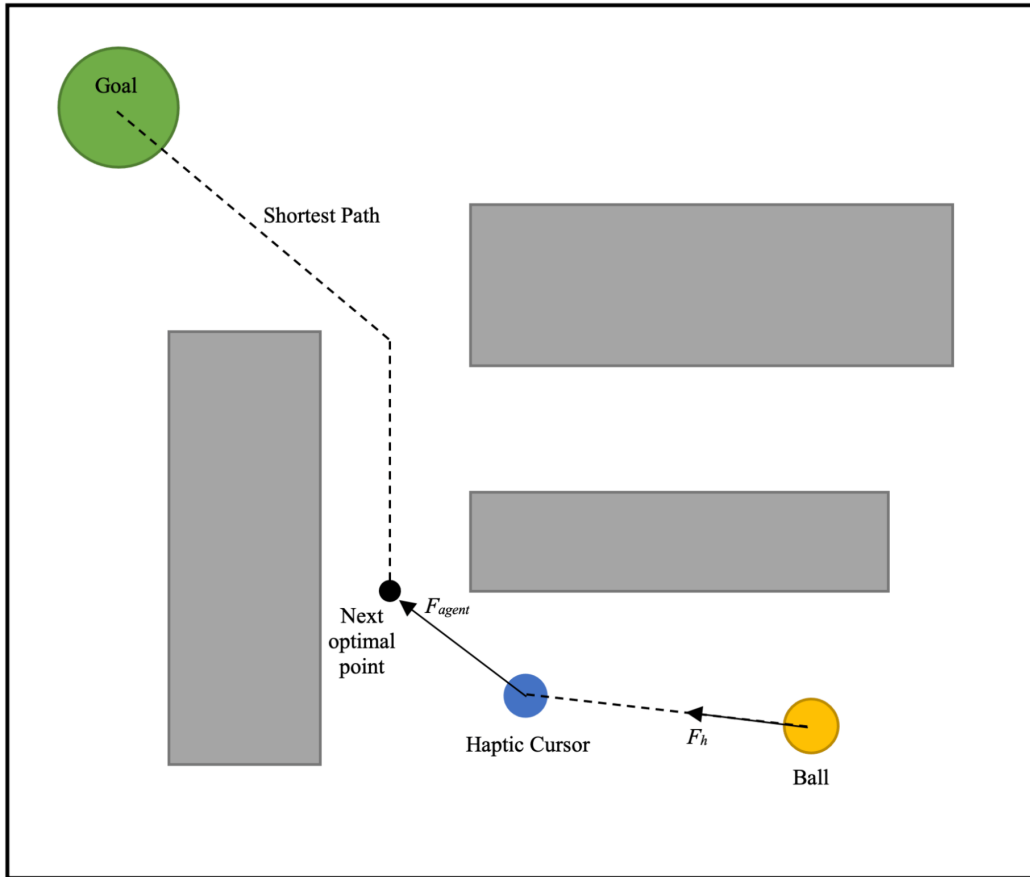 Goal
Shortest Path
F_agent
Next
optimal
point
F_h
Haptic Cursor
Ball